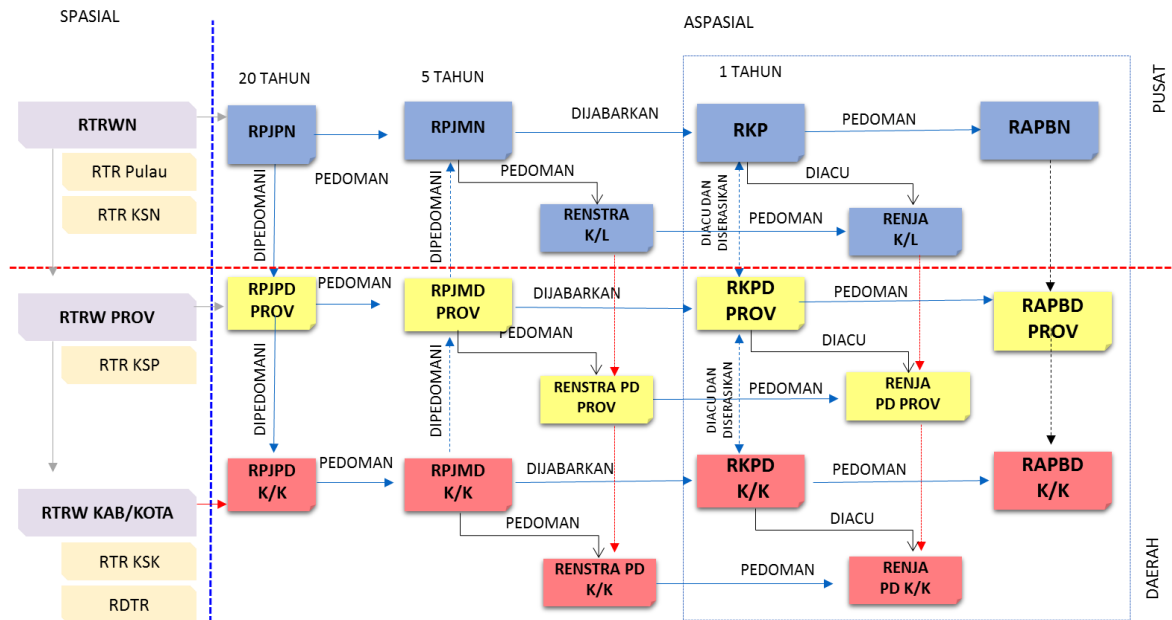 SPASIAL
ASPASIAL
20 TAHUN
5 TAHUN
1 TAHUN
PUSAT
RTRWN
RPJPN
RPJMN
DIJABARKAN
RKP
PEDOMAN
RAPBN
RTR Pulau
RTR KSN
DIPEDOMANI
PEDOMAN
DIPEDOMANI
PEDOMAN
DIACU DAN
DISERASIKAN
DIACU
RENSTRA
K/L
PEDOMAN
RENJA
K/L
RTRW PROV
RPJPD
PROV
PEDOMAN
RPJMD
PROV
DIJABARKAN
RKPD
PROV
PEDOMAN
RAPBD
PROV
RTR KSP
DIPEDOMANI
DIPEDOMANI
PEDOMAN
DIACU DAN
DISERASIKAN
DIACU
RENSTRA PD
PROV
PEDOMAN
RENJA
PD PROV
RTRW KAB/KOTA
RPJPD
K/K
PEDOMAN
RPJMD
K/K
DIJABARKAN
RKPD
K/K
PEDOMAN
RAPBD
K/K
PEDOMAN
DIACU
RTR KSK
RDTR
RENSTRA PD
K/K
PEDOMAN
RENJA
PD K/K
DAERAH